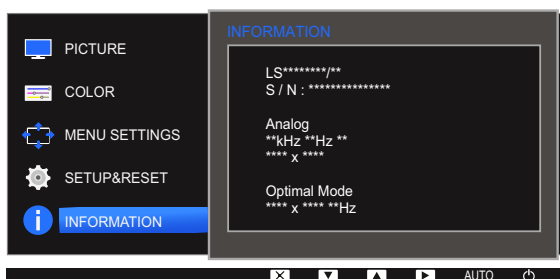 PICTURE
COLOR
MENU SETTINGS
SETUP&RESET
INFORMATION
INFORMATION
LS********/**
S / N : ***************
Analog
**kHz **Hz **
**** x ****
Optimal Mode
**** x **** **Hz
AUTO